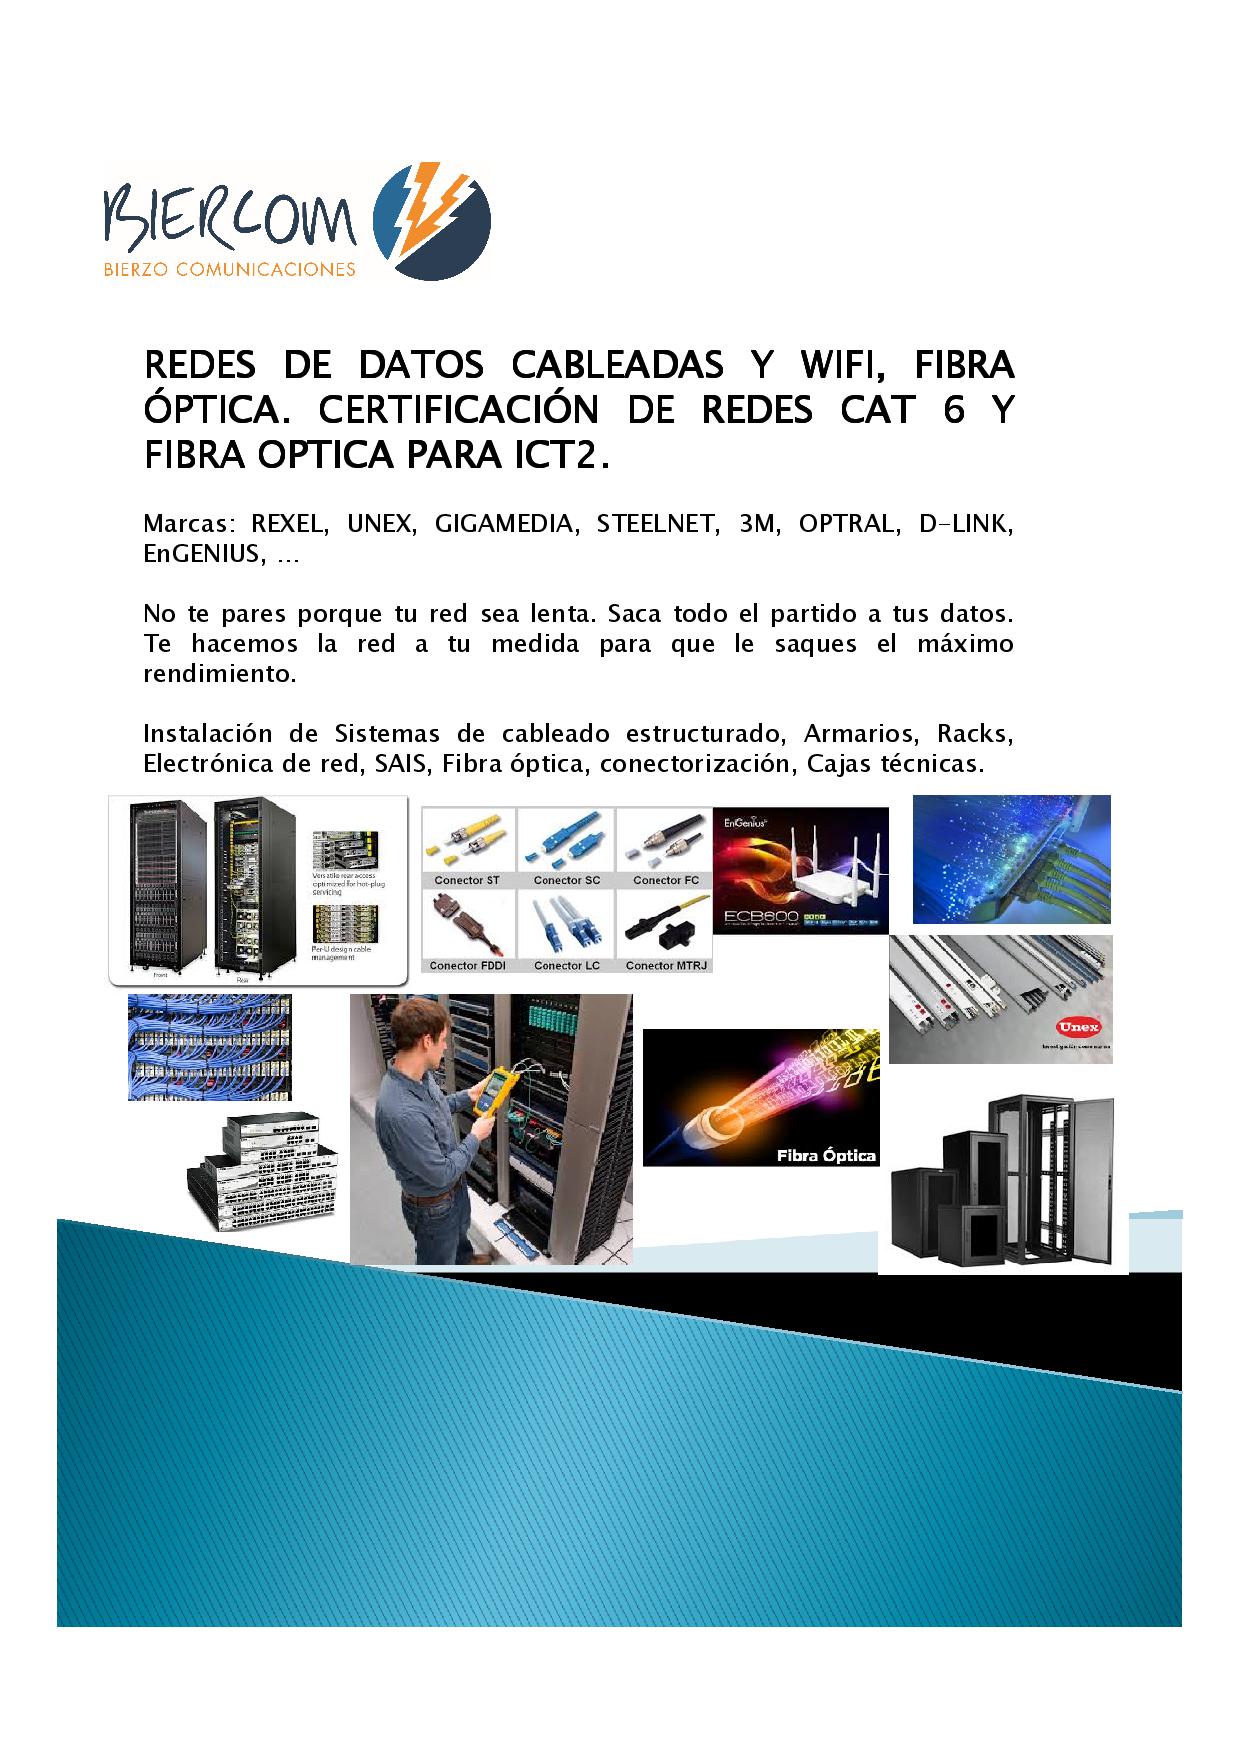 BIERCOM
BIERZO COMUNICACIONES
REDES DE DATOS CABLEADAS Y WIFI, FIBRA
ÓPTICA. CERTIFICACIÓN DE REDES CAT 6 Y
FIBRA OPTICA PARA ICT2.
Marcas: REXEL, UNEX, GIGAMEDIA, STEELNET, 3M, OPTRAL, D-LINK,
EnGENIUS, ...
No te pares porque tu red sea lenta. Saca todo el partido a tus datos.
Te hacemos la red a tu medida para que le saques el máximo
rendimiento.
Instalación de Sistemas de cableado estructurado, Armarios, Racks,
Electrónica de red, SAIS, Fibra óptica, conectorización, Cajas técnicas.
Versatile rear access
optimized for hot-plug
servicing
Per-U design cable
management
Front
Rear
Conector ST
Conector SC
Conector FC
Conector FDDI
Conector LC
Conector MTRJ
EnGenius
ECB600
Unex
Fibra Óptica